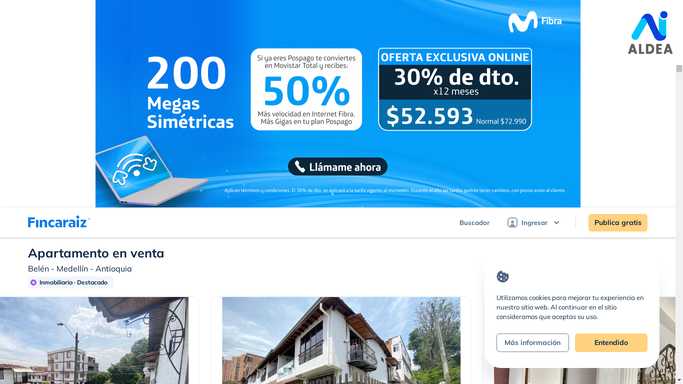 Fibra
ALDEA
200
Megas
Simétricas
Si ya eres Pospago te conviertes
en Movistar Total y recibes.
50%
Más velocidad en Internet Fibra.
Más Gigas en tu plan Pospago
OFERTA EXCLUSIVA ONLINE
30% de dto.
x12 meses
$52.593 Normal $72.990
Llámame ahora
Fincaraiz
Buscador
Ingresar
Publica gratis
Apartamento en venta
Belén - Medellín - Antioquia
Inmobiliaria · Destacado
Utilizamos cookies para mejorar tu experiencia en
nuestro sitio web. Al continuar en el sitio
consideramos que aceptas su uso.
Más información
Entendido